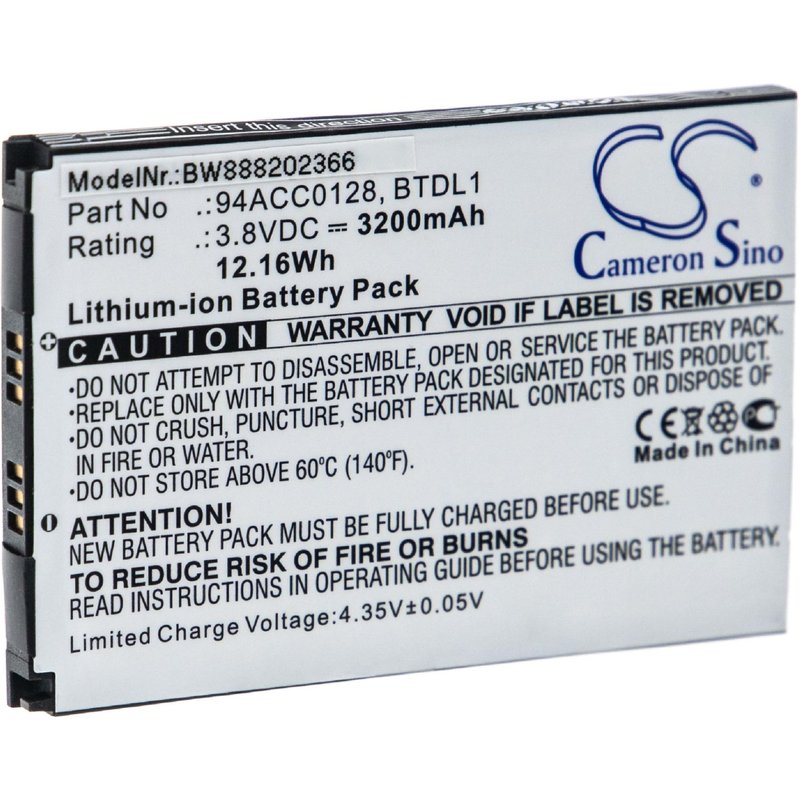 this direction
CS
Cameron Sino
ModelNr.:BW888202366
Part No :94ACC0128, BTDL1
Rating :3.8VDC ⎓ 3200mAh
12.16Wh
Lithium-ion Battery Pack
CAUTION WARRANTY VOID IF LABEL IS REMOVED.
•DO NOT ATTEMPT TO DISASSEMBLE, OPEN OR SERVICE THE BATTERY PACK.
•REPLACE ONLY WITH THE BATTERY PACK DESIGNATED FOR THIS PRODUCT.
•DO NOT CRUSH, PUNCTURE, SHORT EXTERNAL CONTACTS OR DISPOSE
IN FIRE OR WATER.
•DO NOT STORE ABOVE 60°C (140°F).
CE
Made In China
+
-
ATTENTION!
NEW BATTERY PACK MUST BE FULLY CHARGED BEFORE USE
TO REDUCE RISK OF FIRE OR BURNS
READ YOUR OPERATING GUIDE BEFORE USING THE BATTERY.
Limited Charge Voltage:4.35V±0.05V